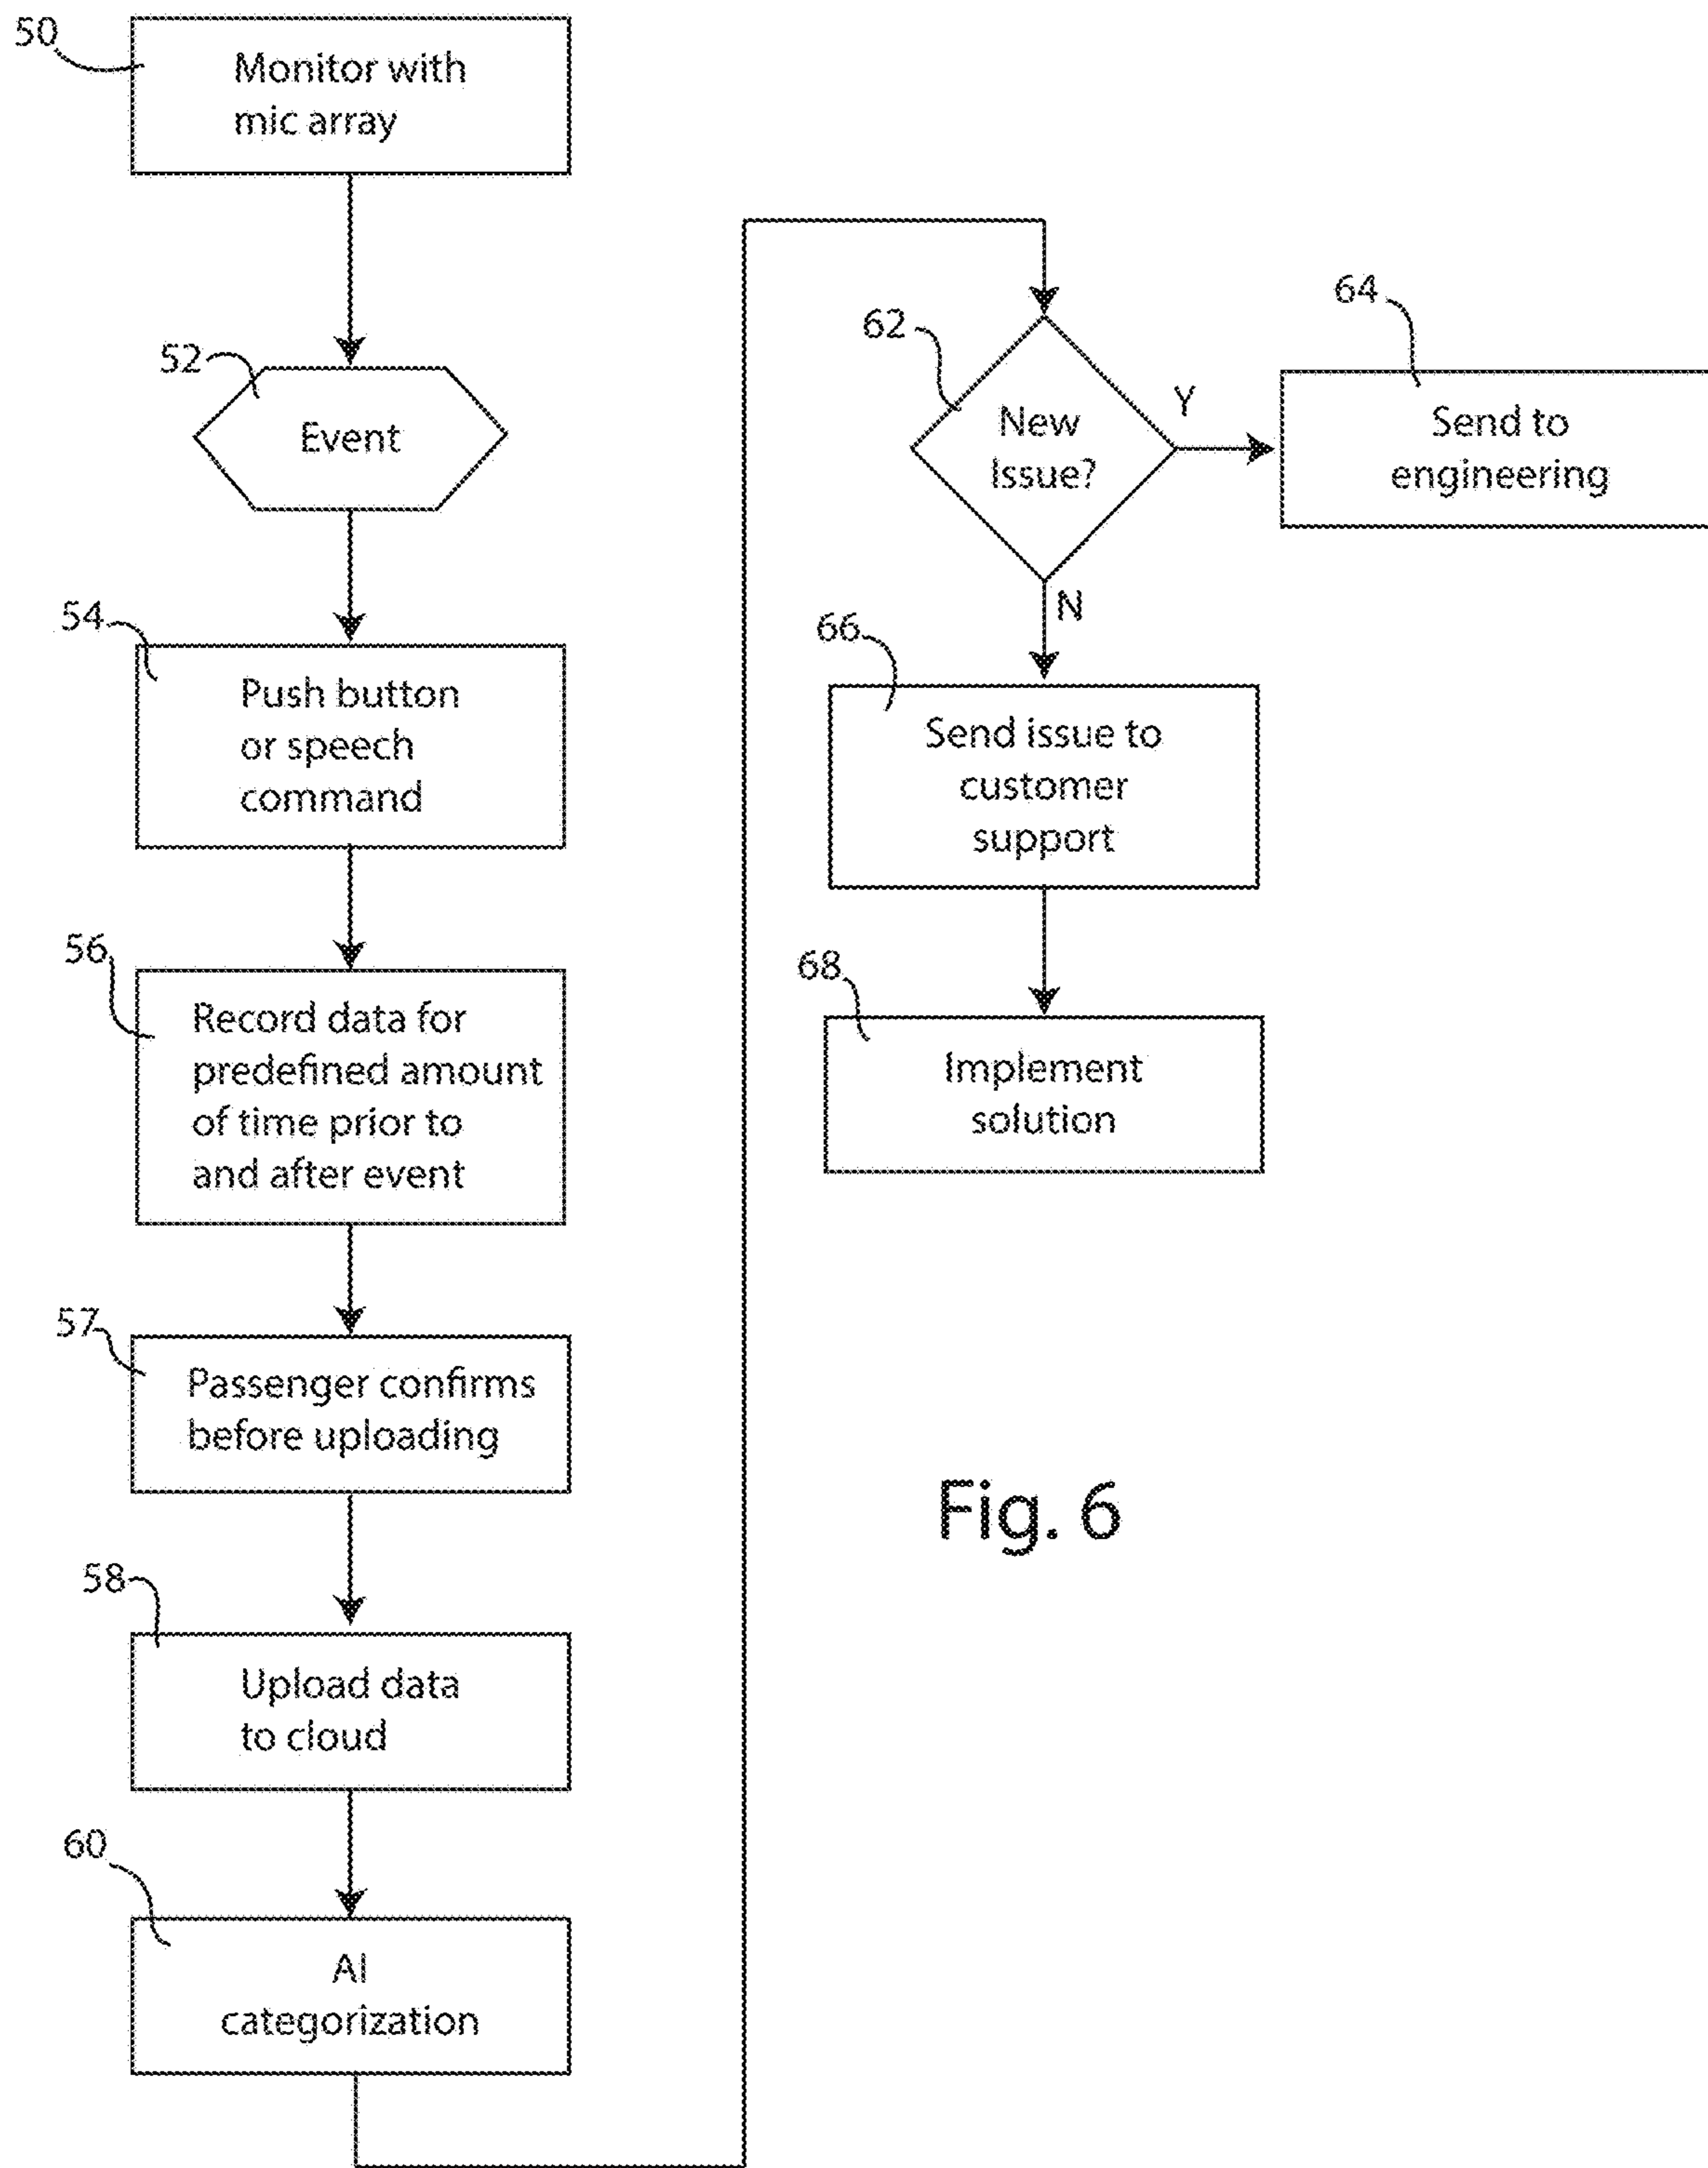 50
Monitor with
mic array
52
Event
54
Push button
or speech
command
56
Record data for
predefined amount
of time prior to
and after event
57
Passenger confirms
before uploading
58
Upload data
to cloud
60
AI
categorization
62
New
Issue?
Y
N
64
Send to
engineering
66
Send issue to
customer
support
68
Implement
solution
Fig. 6